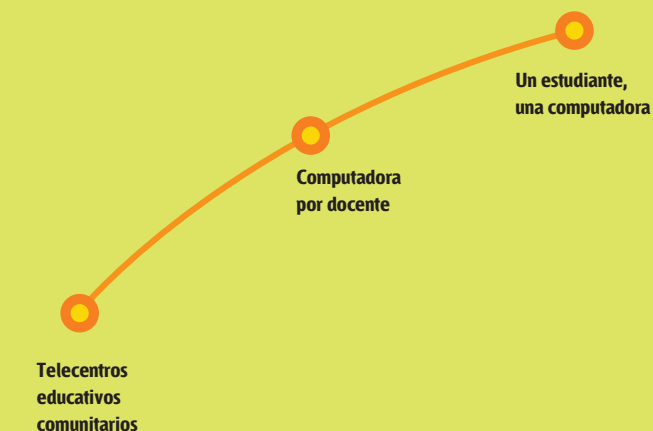 Un estudiante,
una computadora
Computadora
por docente
Telecentros
educativos
comunitarios